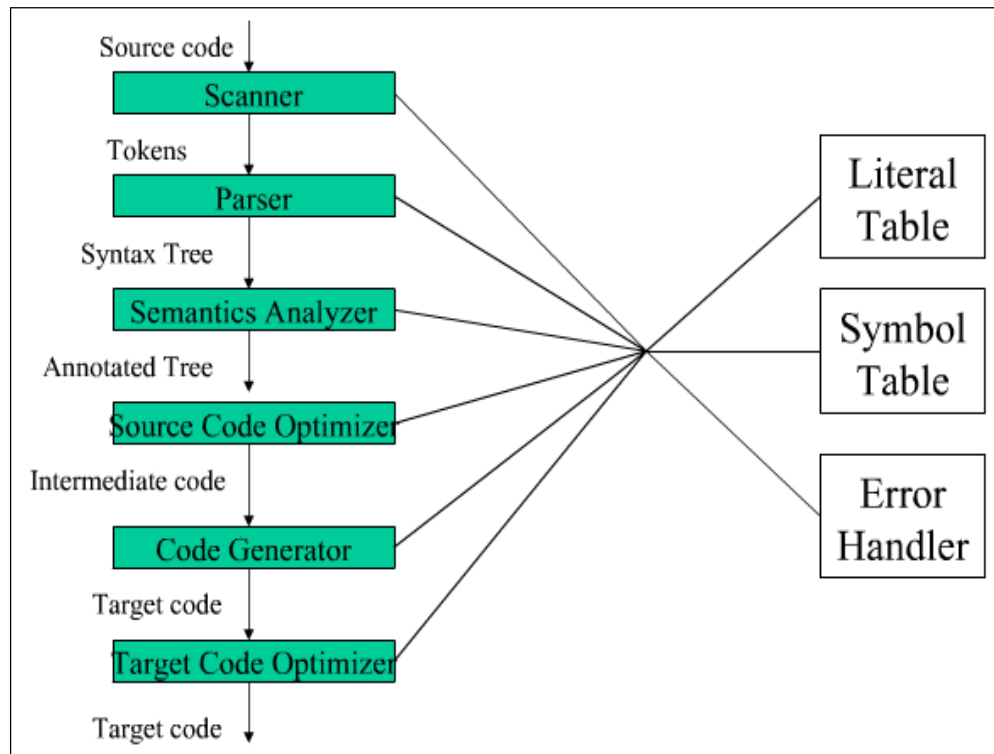 Source code
Scanner
Tokens
Parser
Syntax Tree
Semantics Analyzer
Annotated Tree
Source Code Optimizer
Intermediate code
Code Generator
Target code
Target Code Optimizer
Target code
Literal
Table
Symbol
Table
Error
Handler